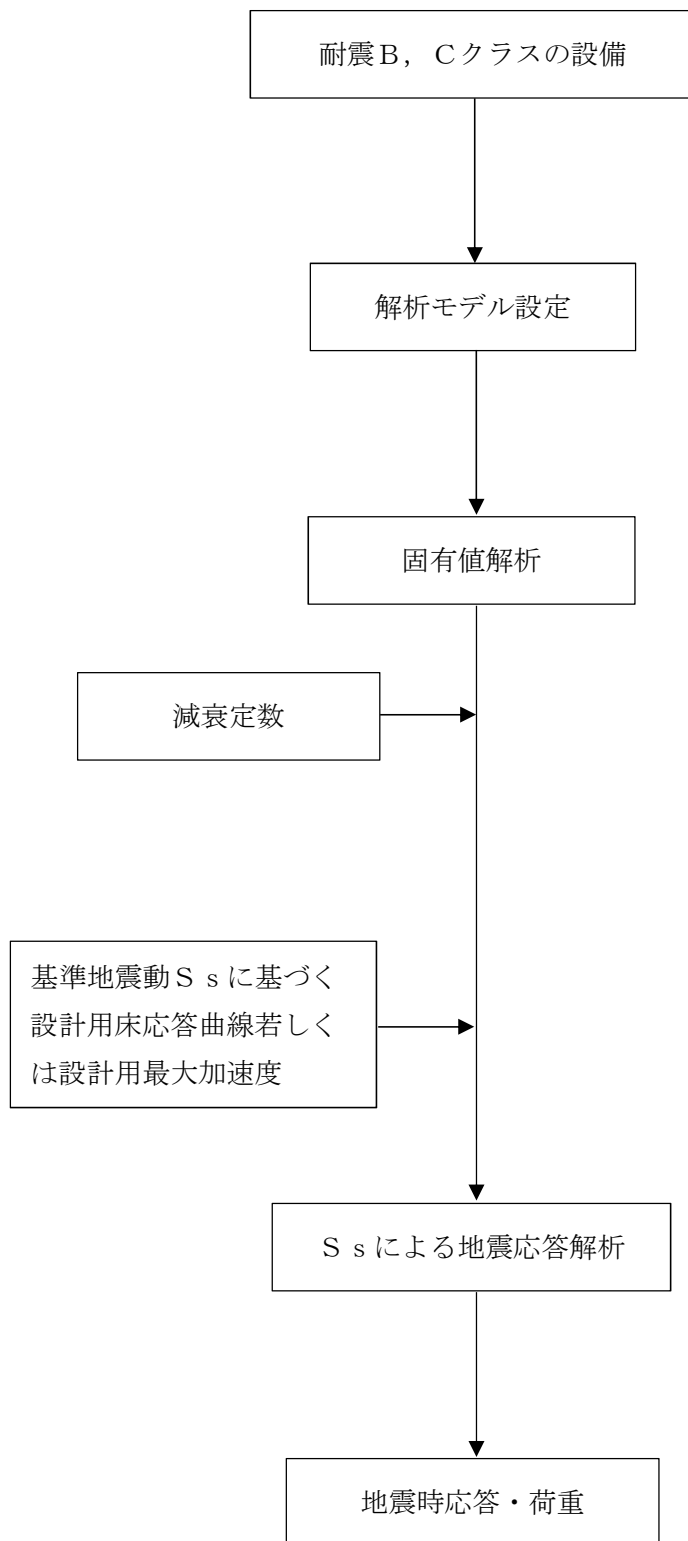 耐震Ｂ，Ｃクラスの設備
解析モデル設定
固有値解析
減衰定数
基準地震動Ｓｓに基づく
設計用床応答曲線若しく
は設計用最大加速度
Ｓｓによる地震応答解析
地震時応答・荷重